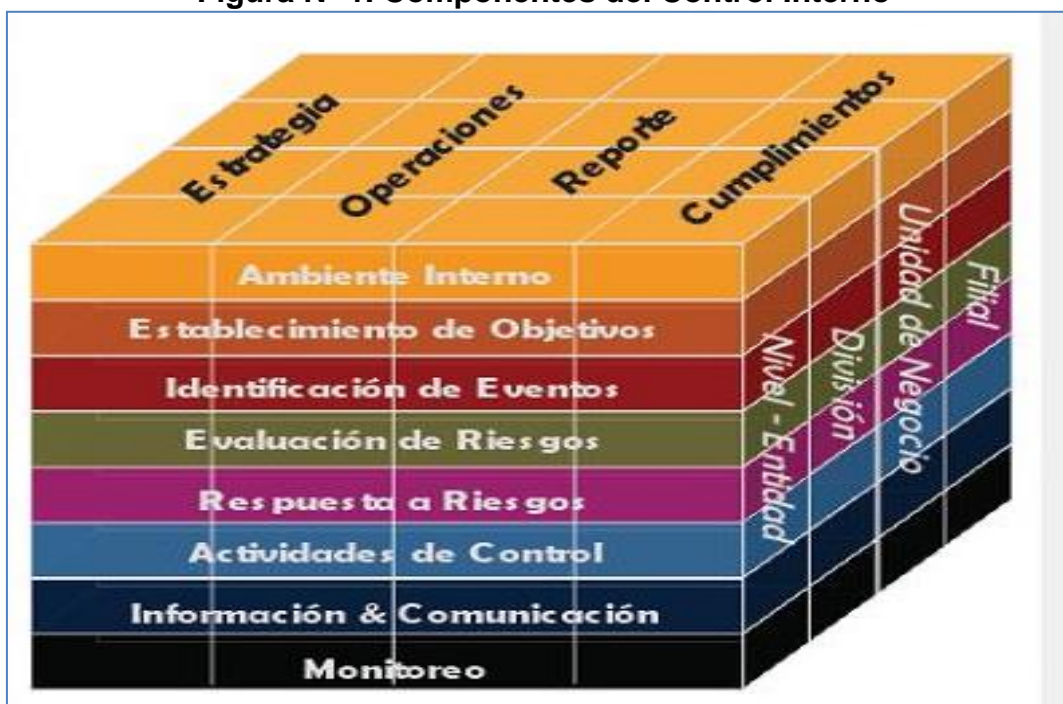 Figura N° 1. Componentes del Control Interno
Estrategia
Operaciones
Reporte
Cumplimientos
Ambiente Interno
Establecimiento de Objetivos
Identificación de Eventos
Evaluación de Riesgos
Respuesta a Riesgos
Actividades de Control
Información & Comunicación
Monitoreo
Nivel - Entidad
División
Unidad de Negocio
Filial